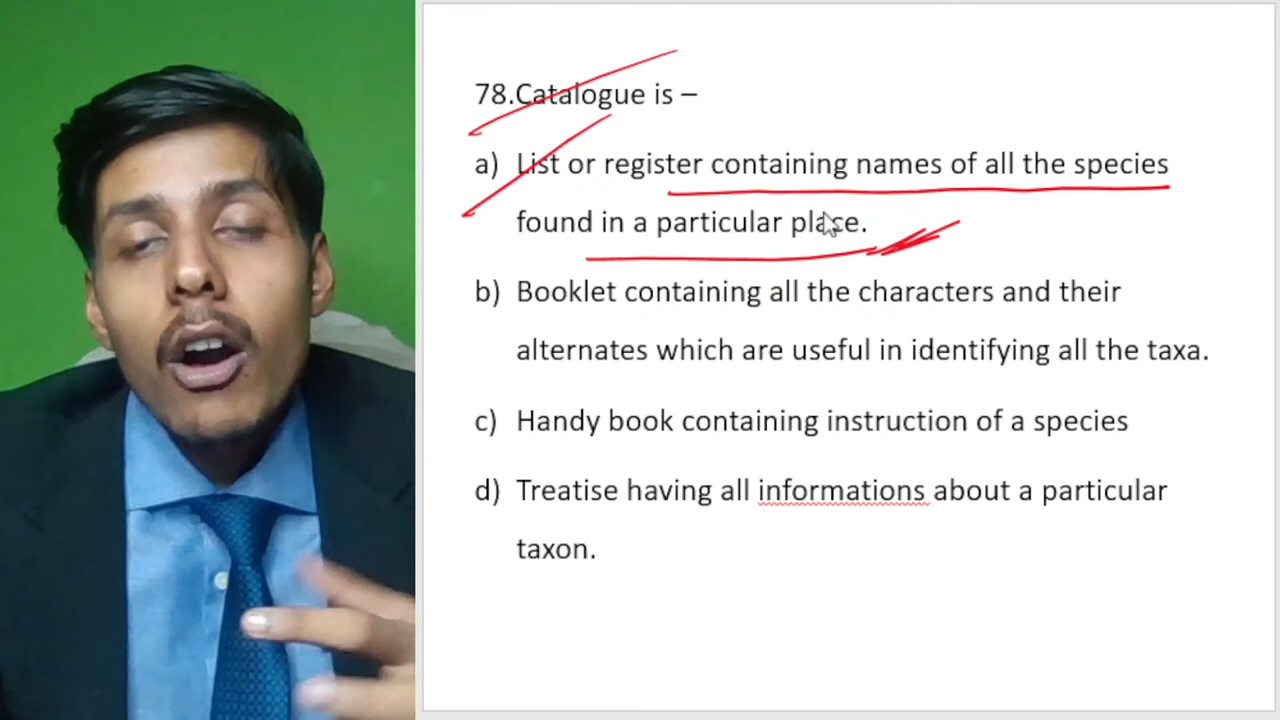 78.Catalogue is –
a) List or register containing names of all the species
found in a particular place.
b) Booklet containing all the characters and their
alternates which are useful in identifying all the taxa.
c) Handy book containing instruction of a species
d) Treatise having all informations about a particular
taxon.